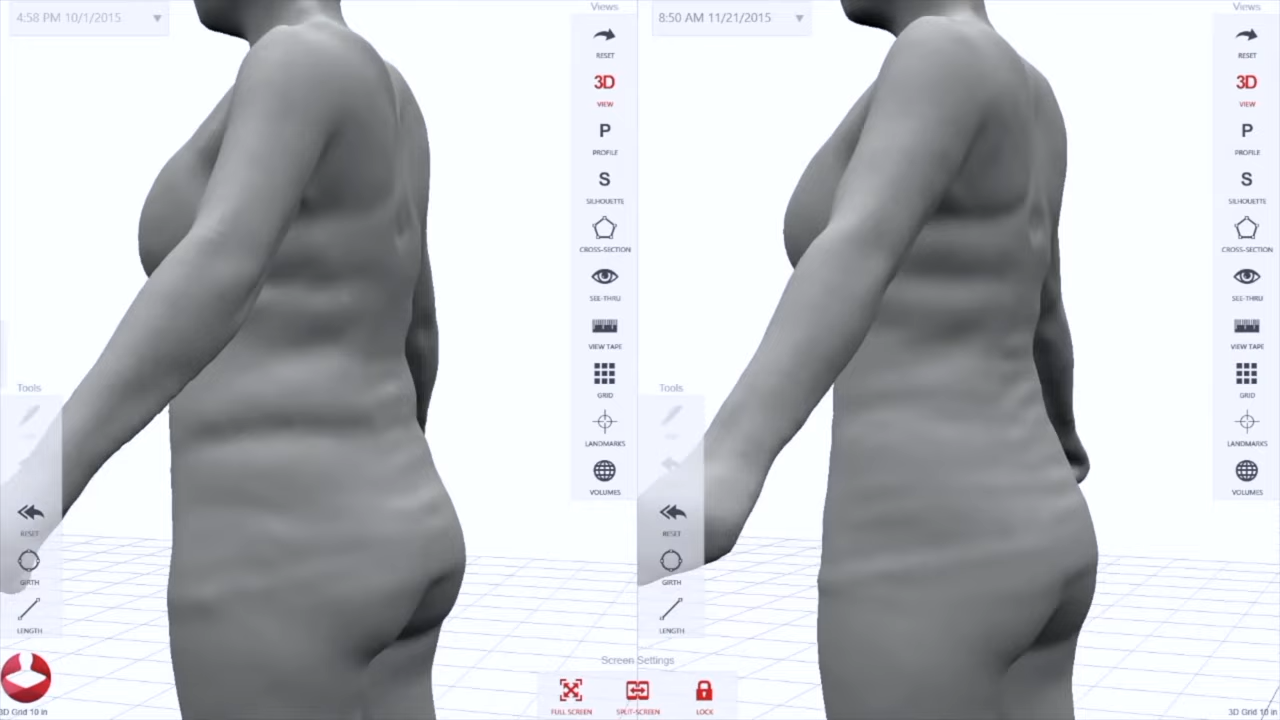 4:58 PM 10/1/2015
Views
RESET
3D
VIEW
P
PROFILE
S
SILHOUETTE
CROSS-SECTION
SEE-THRU
VIEW TAPE
GRID
LANDMARKS
VOLUMES
Tools
RESET
GIRTH
LENGTH
3D Grid 10 in
8:50 AM 11/21/2015
Views
RESET
3D
VIEW
P
PROFILE
S
SILHOUETTE
CROSS-SECTION
SEE-THRU
VIEW TAPE
GRID
LANDMARKS
VOLUMES
Tools
RESET
GIRTH
LENGTH
Screen Settings
FULL SCREEN
SPLIT-SCREEN
LOCK
3D Grid 10 in